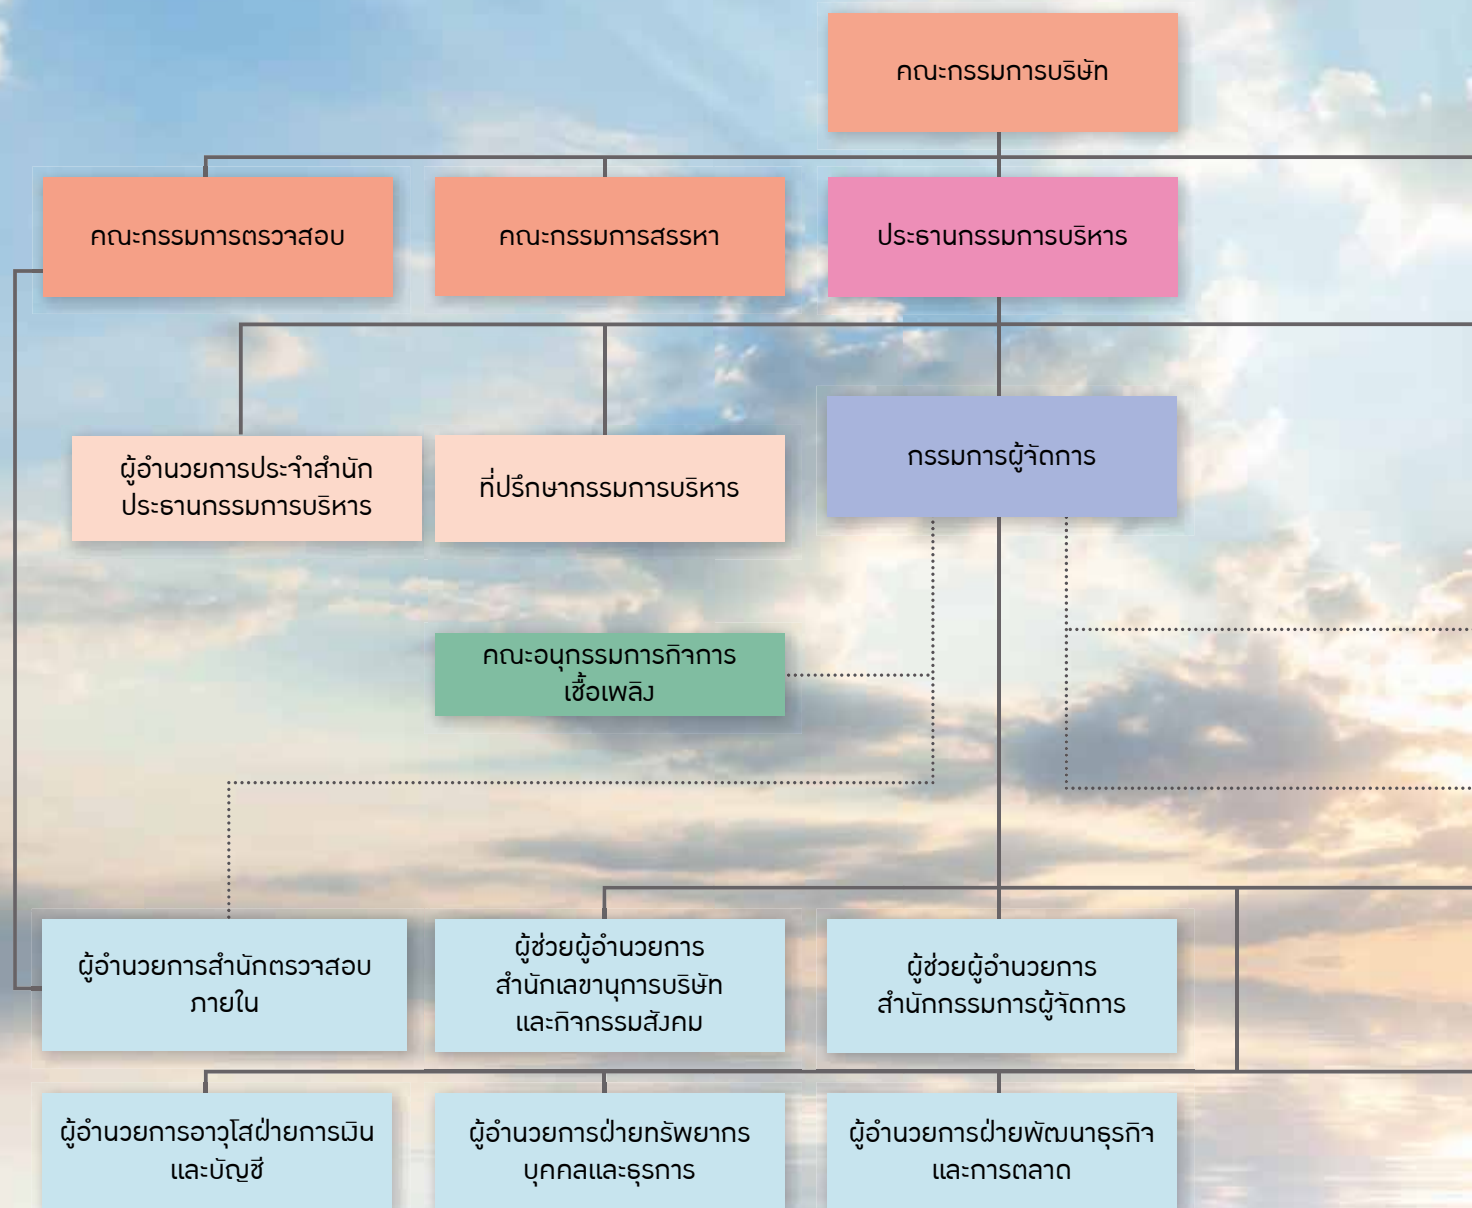 คณะกรรมการบริษัท
คณะกรรมการตรวจสอบ
คณะกรรมการสรรหา
ประธานกรรมการบริหาร
ผู้อำนวยการประจำสำนัก
ประธานกรรมการบริหาร
ที่ปรึกษากรรมการบริหาร
กรรมการผู้จัดการ
คณะอนุกรรมการกิจการ
เชื้อเพลิง
ผู้อำนวยการสำนักตรวจสอบ
ภายใน
ผู้ช่วยผู้อำนวยการ
สำนักเลขานุการบริษัท
และกิจกรรมสังคม
ผู้ช่วยผู้อำนวยการ
สำนักกรรมการผู้จัดการ
ผู้อำนวยการอาวุโสฝ่ายการเงิน
และบัญชี
ผู้อำนวยการฝ่ายทรัพยากร
บุคคลและธุรการ
ผู้อำนวยการฝ่ายพัฒนาธุรกิจ
และการตลาด